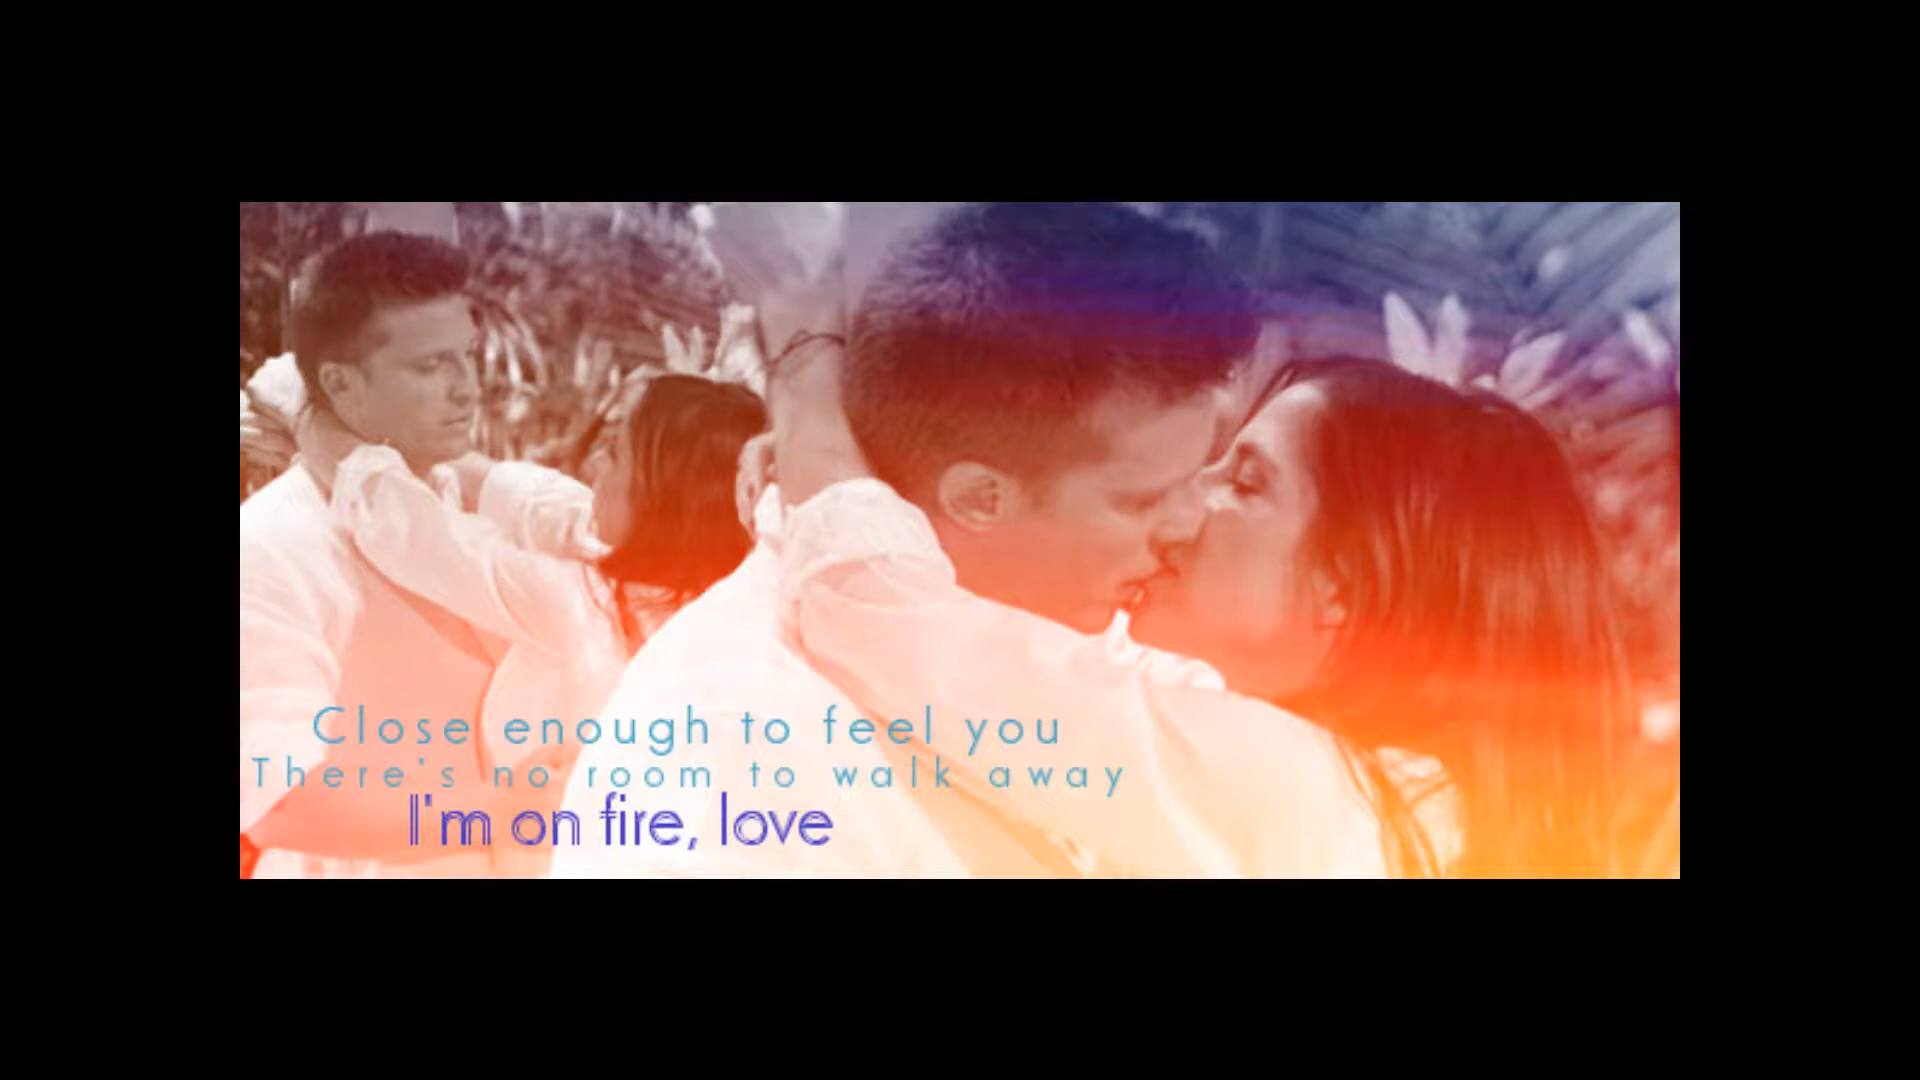 Close enough to feel you
There's no room to walk away
I'm on fire, love